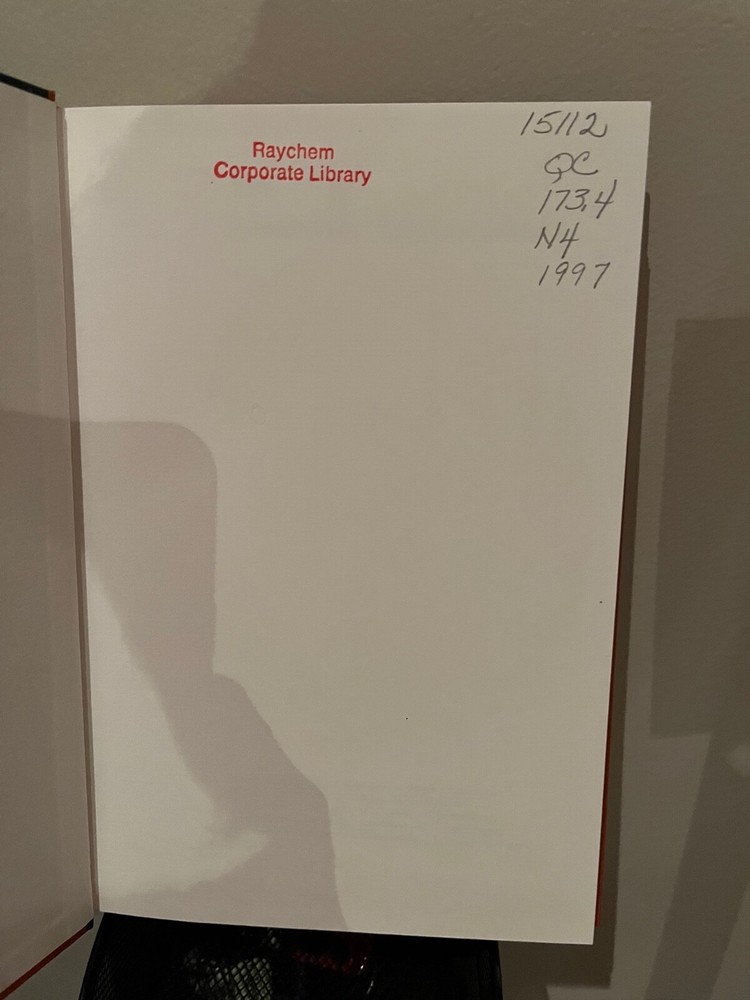 Raychem
Corporate Library
15112
QC
173.4
N4
1997